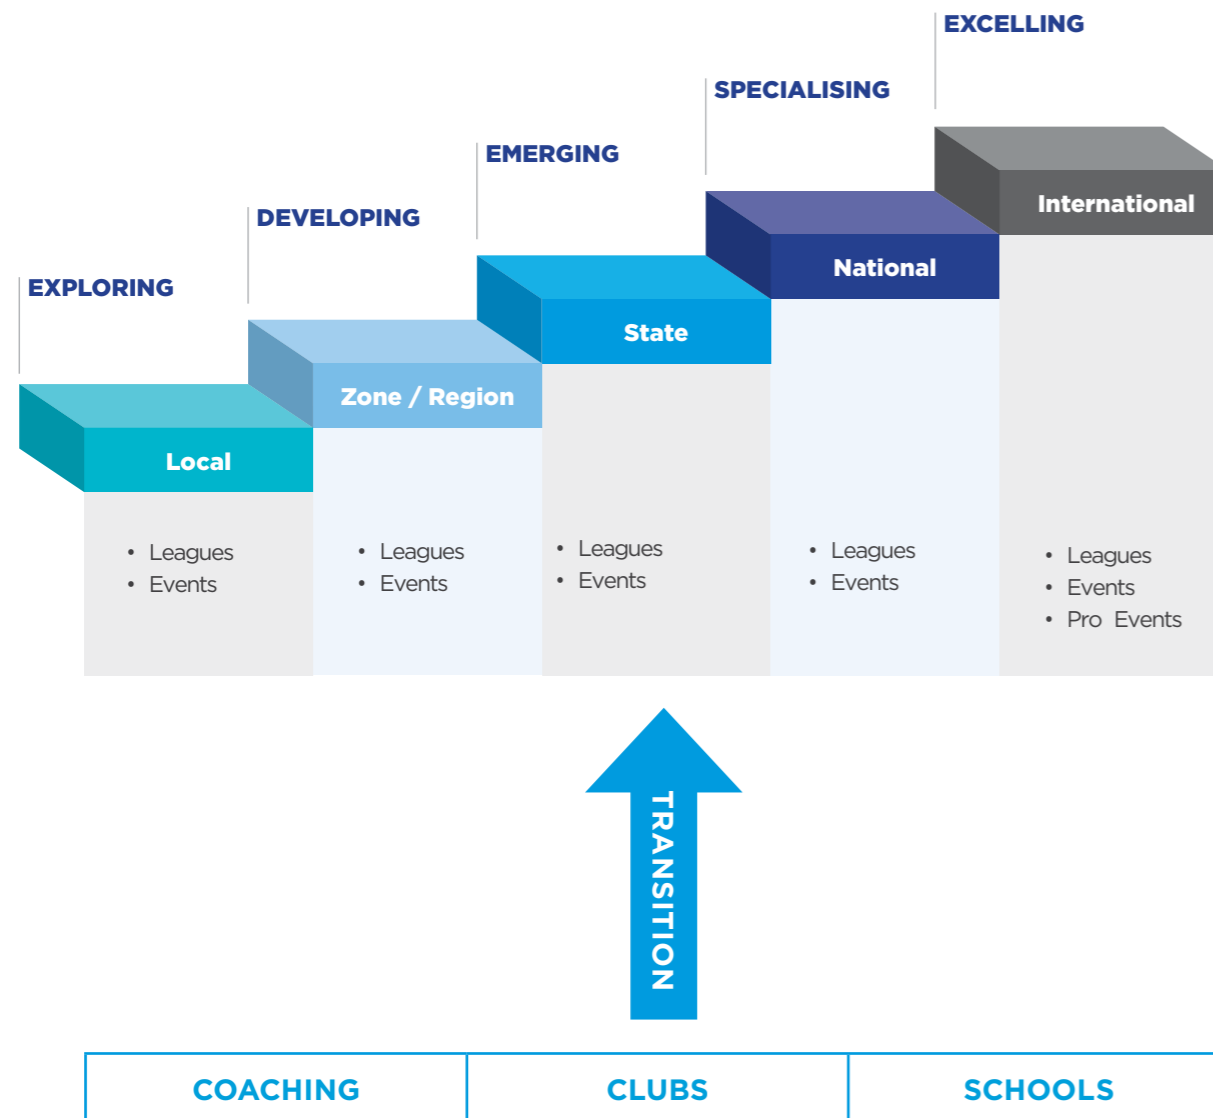 EXCELLING
SPECIALISING
EMERGING
DEVELOPING
EXPLORING
International
National
State
Zone / Region
Local
• Leagues
• Events
• Leagues
• Events
• Leagues
• Events
• Leagues
• Events
• Leagues
• Events
• Pro Events
TRANSITION
COACHING
CLUBS
SCHOOLS